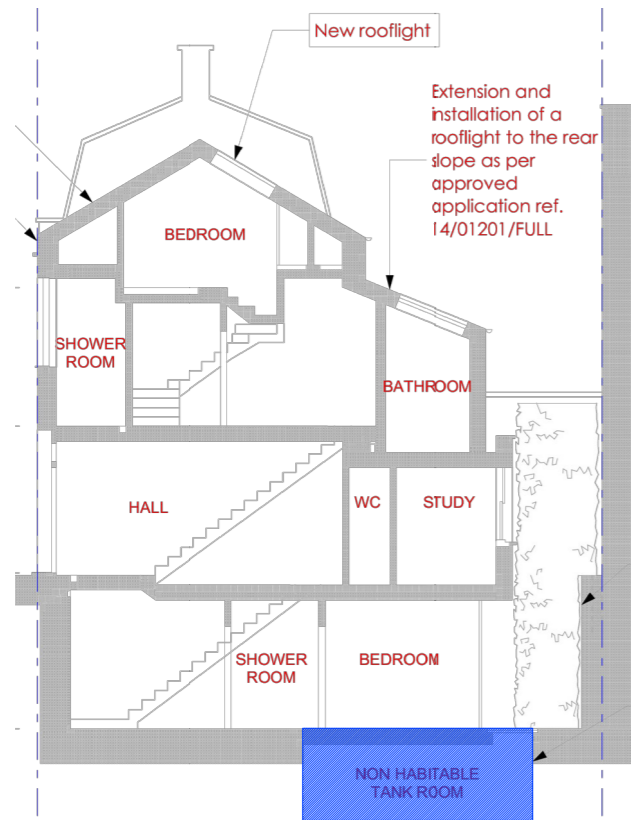 New rooflight
Extension and
installation of a
rooflight to the rear
slope as per
approved
application ref.
14/01201/FULL
BEDROOM
SHOWER
ROOM
BATHROOM
HALL
WC
STUDY
SHOWER
ROOM
BEDROOM
NON HABITABLE
TANK ROOM